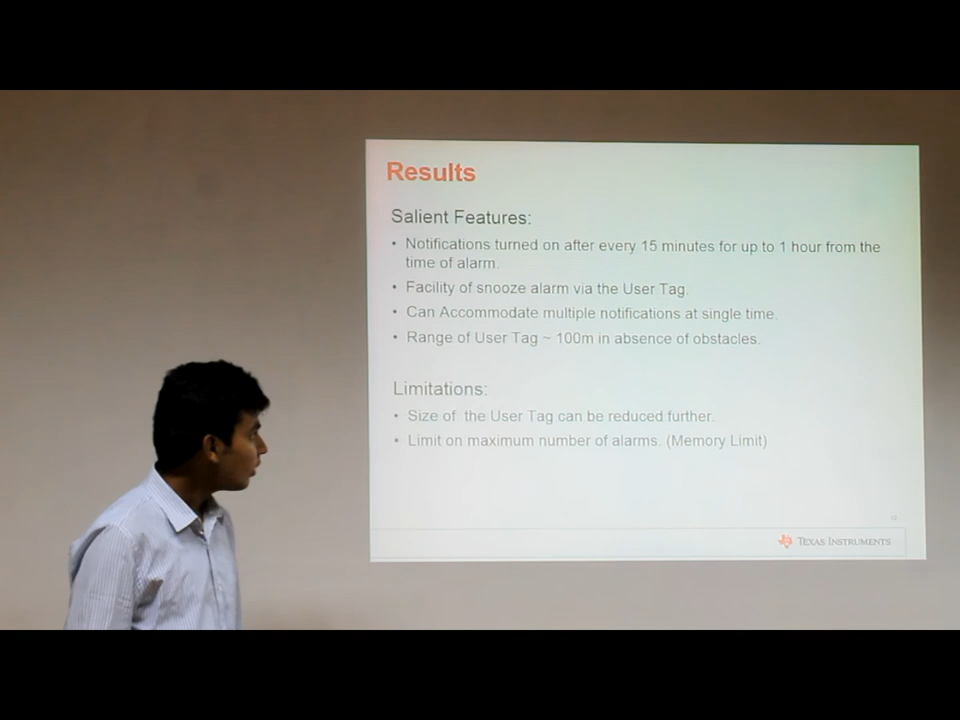 Results
Salient Features:
• Notifications turned on after every 15 minutes for up to 1 hour from the
time of alarm.
• Facility of snooze alarm via the User Tag.
• Can Accommodate multiple notifications at single time.
• Range of User Tag ~ 100m in absence of obstacles.
Limitations:
• Size of the User Tag can be reduced further.
• Limit on maximum number of alarms. (Memory Limit)
TEXAS INSTRUMENTS